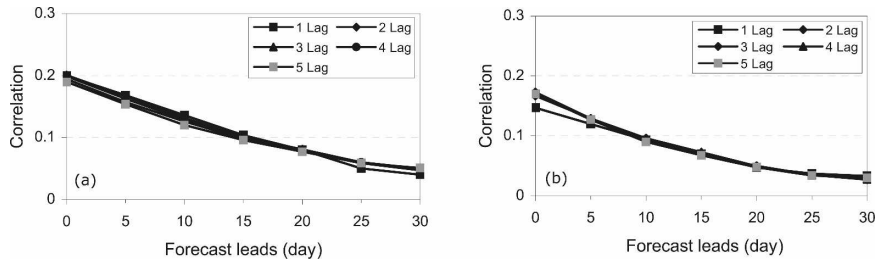 0.3
1 Lag 2 Lag
3 Lag 4 Lag
5 Lag
0.2
Correlation
0.1
(a)
0
0 5 10 15 20 25 30
Forecast leads (day)
0.3
1 Lag 2 Lag
3 Lag 4 Lag
5 Lag
0.2
Correlation
0.1
(b)
0
0 5 10 15 20 25 30
Forecast leads (day)